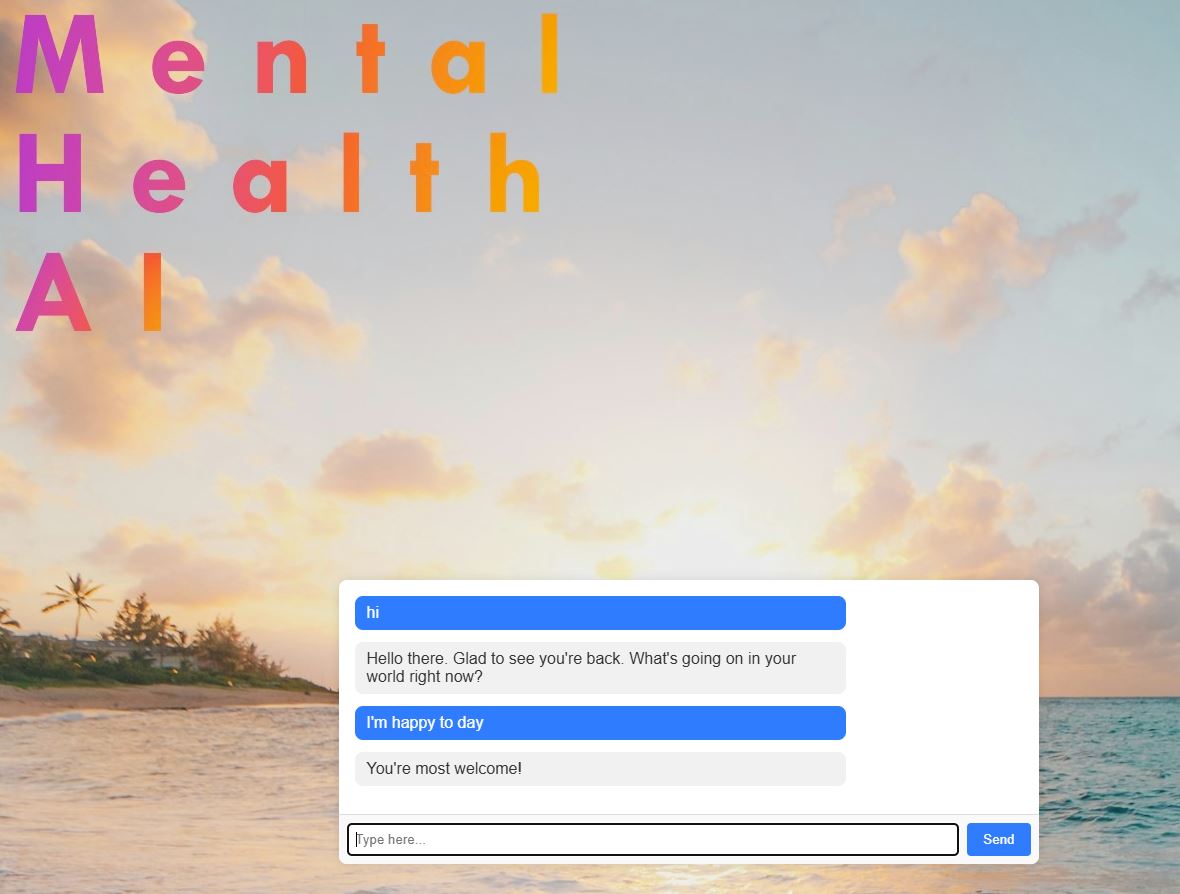 Mental
Health
AI
hi
Hello there. Glad to see you're back. What's going on in your
world right now?
I'm happy to day
You're most welcome!
Type here...
Send